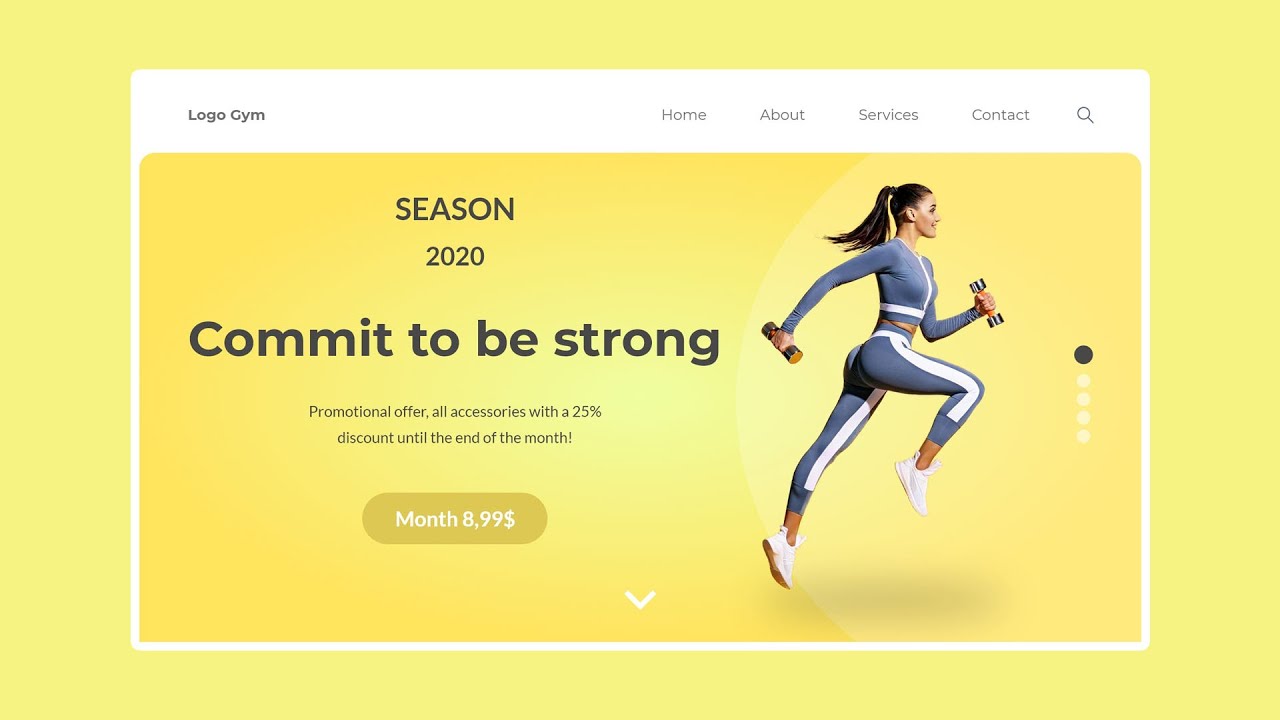 Logo Gym
Home
About
Services
Contact
SEASON
2020
Commit to be strong
Promotional offer, all accessories with a 25%
discount until the end of the month!
Month 8,99$